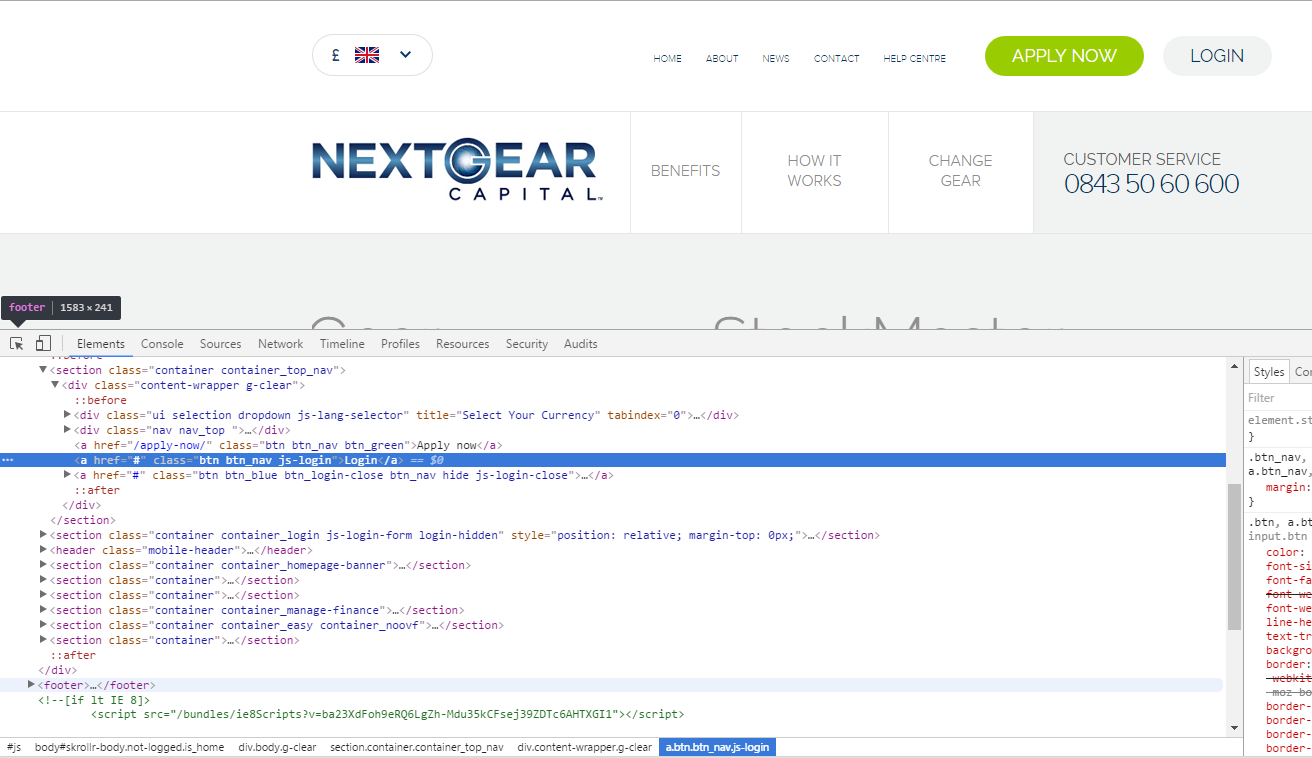 £
HOME ABOUT NEWS CONTACT HELP CENTRE
APPLY NOW
LOGIN
NEXTGEAR
CAPITAL™
BENEFITS
HOW IT
WORKS
CHANGE
GEAR
CUSTOMER SERVICE
0843 50 60 600
footer 1583 × 241
Elements Console Sources Network Timeline Profiles Resources Security Audits
<section class="container container_top_nav">
<div class="content-wrapper g-clear">
::before
<div class="ui selection dropdown js-lang-selector" title="Select Your Currency" tabindex="0">…</div>
<div class="nav nav_top ">…</div>
<a href="/apply-now/" class="btn btn_nav btn_green">Apply now</a>
<a href="#" class="btn btn_nav js-login">Login</a> == $0
<a href="#" class="btn btn_blue btn_login-close btn_nav hide js-login-close">…</a>
::after
</div>
</section>
<section class="container container_login js-login-form login-hidden" style="position: relative; margin-top: 0px;">…</section>
<header class="mobile-header">…</header>
<section class="container container_homepage-banner">…</section>
<section class="container">…</section>
<section class="container">…</section>
<section class="container container_manage-finance">…</section>
<section class="container container_easy container_noovf">…</section>
<section class="container">…</section>
::after
</div>
<footer>…</footer>
<!--[if lt IE 8]>
<script src="/bundles/ie8Scripts?v=ba23XdFoh9eRQ6LgZh-Mdu35kCFsej39ZDTc6AHTXGI1"></script>
#js body#skrollr-body.not-logged.is_home div.body.g-clear section.container.container_top_nav div.content-wrapper.g-clear a.btn.btn_nav.js-login
Styles Co
Filter
element.st
}
.btn_nav,
a.btn_nav,
margin:
}
.btn, a.bt
input.btn
color:
font-si
font-fa
font-we
font-we
line-he
text-tr
backgro
border:
-webkit
-moz-bo
border-
border-
border-
border-